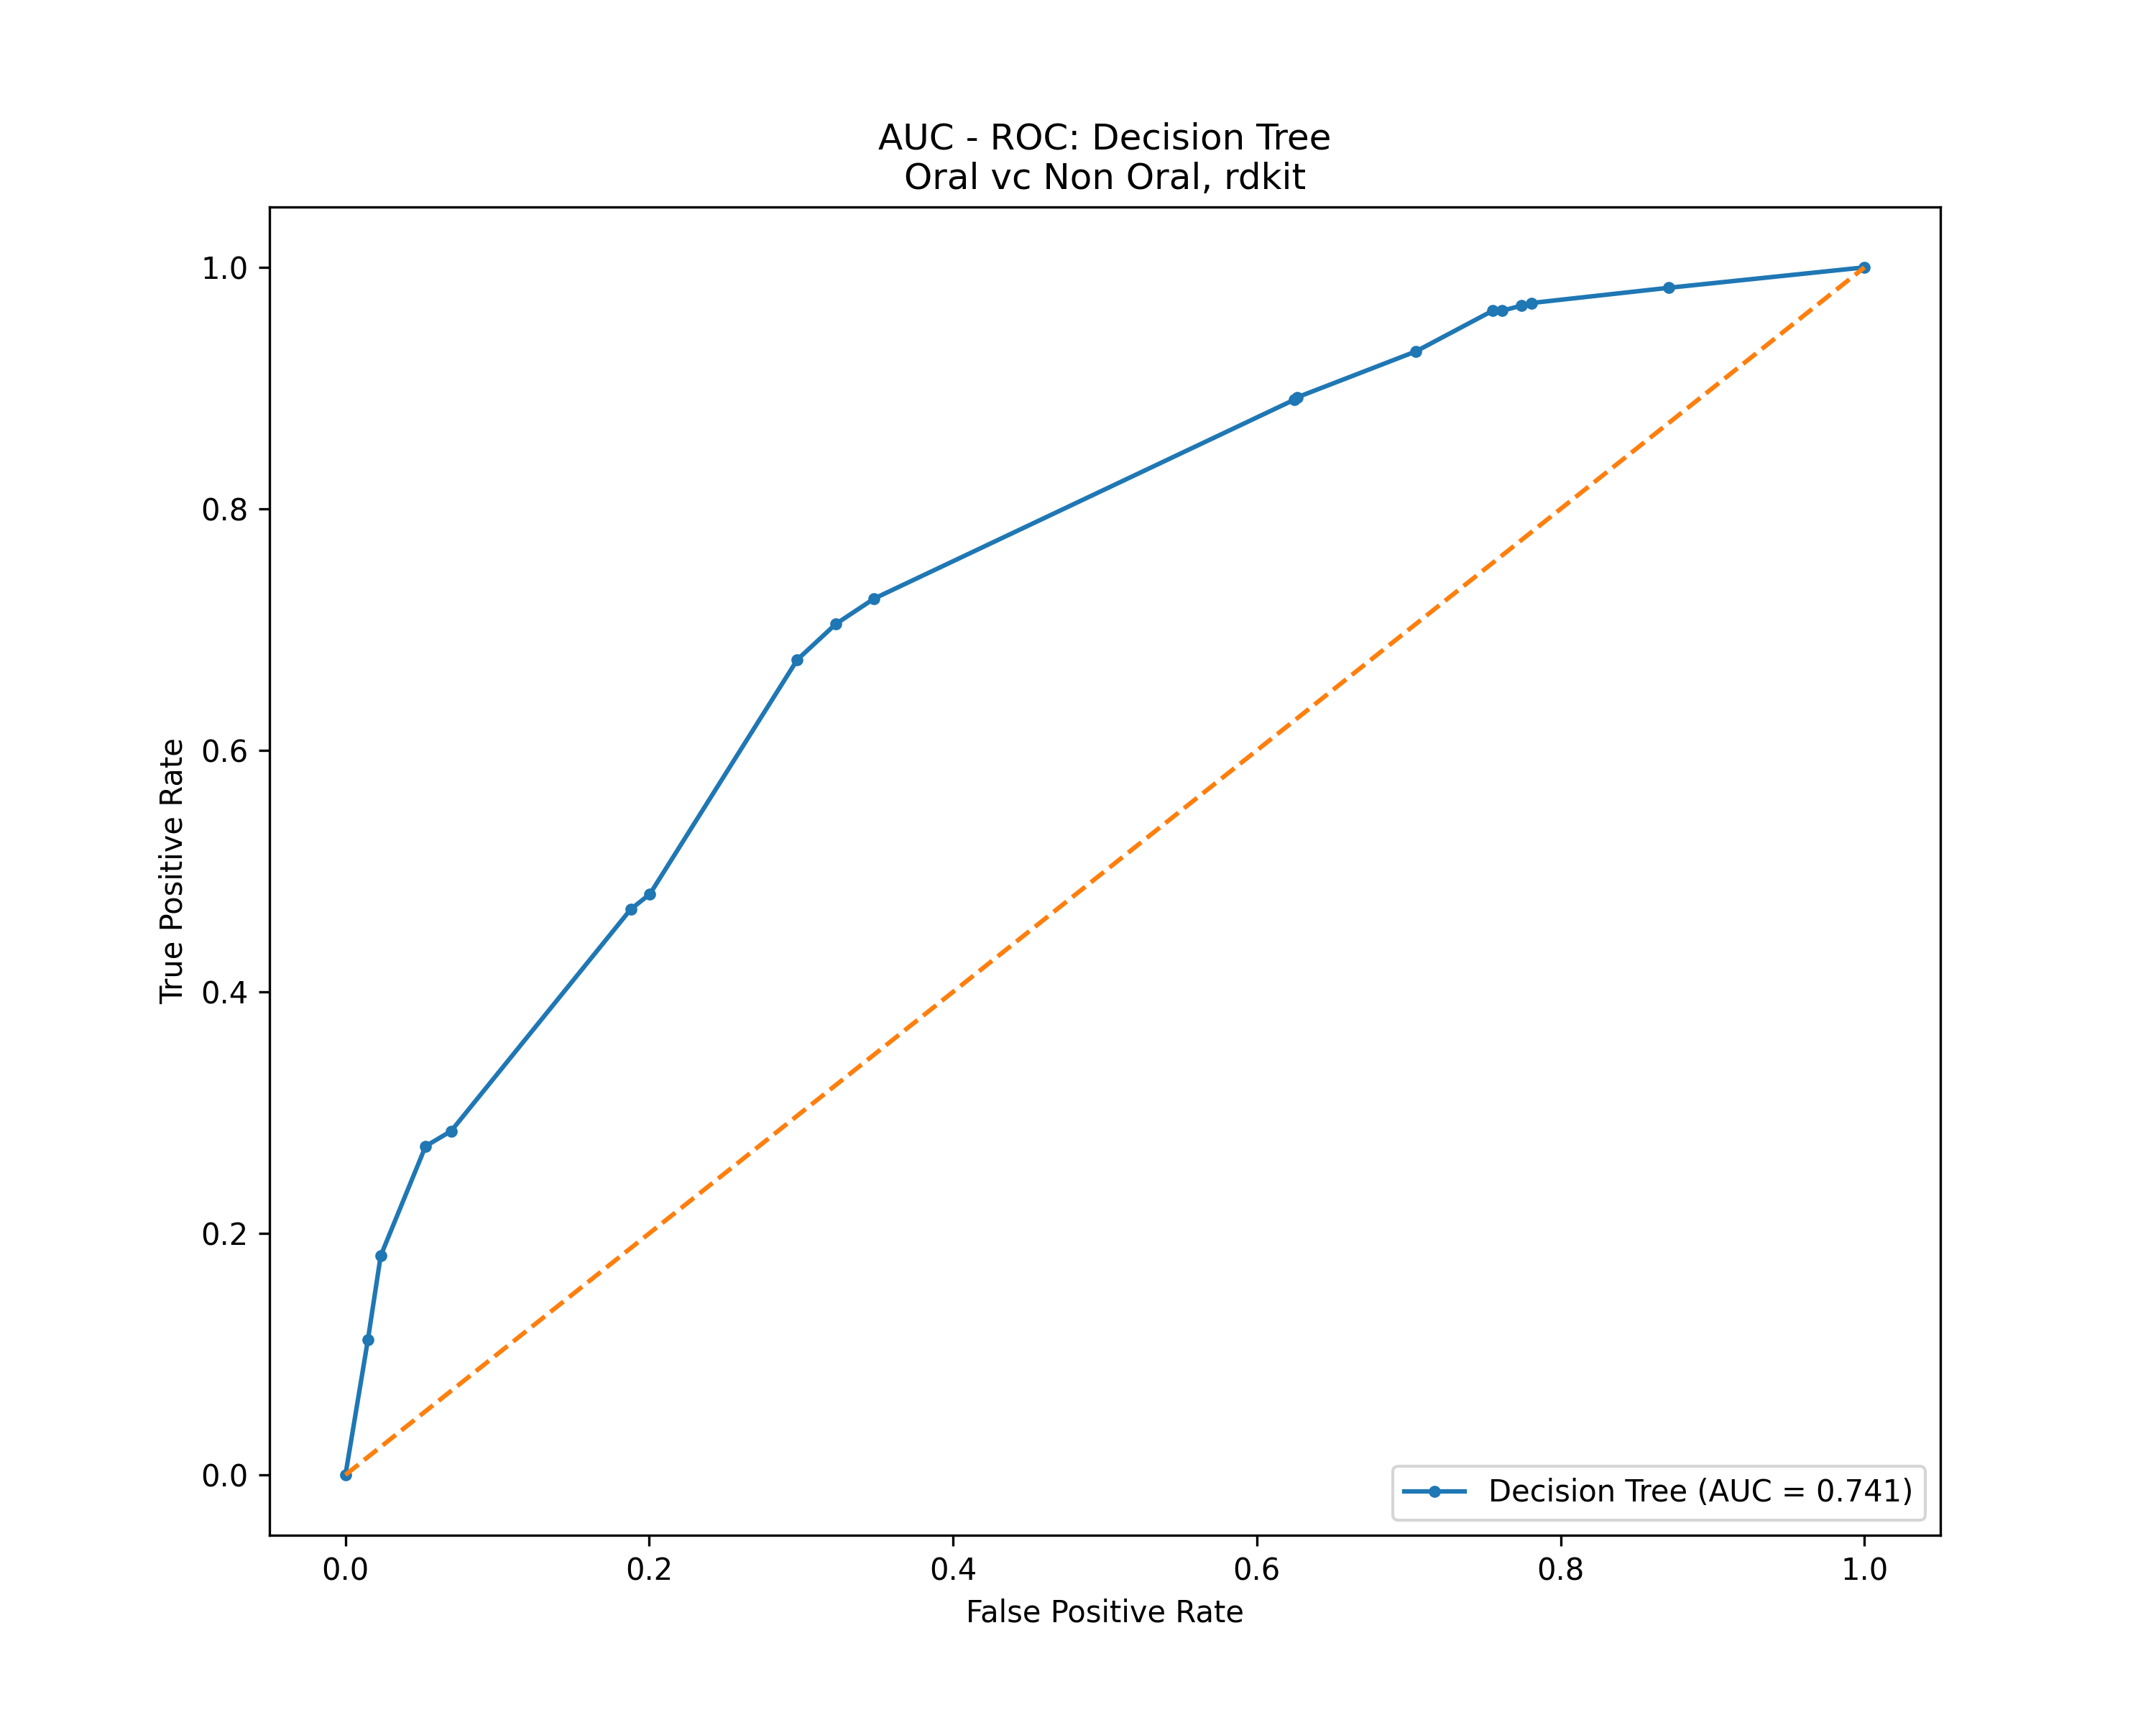 AUC - ROC: Decision Tree
Oral vc Non Oral, rdkit
True Positive Rate
1.0
0.8
0.6
0.4
0.2
0.0
Decision Tree (AUC = 0.741)
0.0 0.2 0.4 0.6 0.8 1.0
False Positive Rate